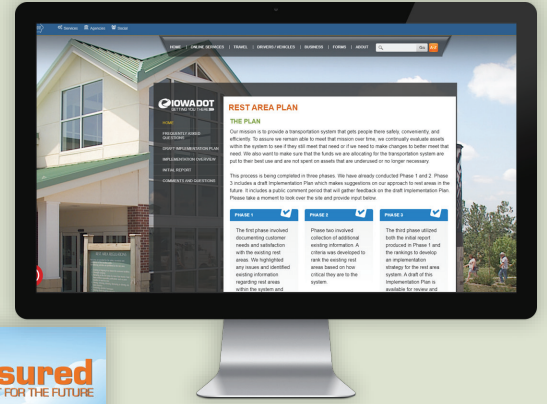 Services Agencies Social
HOME | ONLINE SERVICES | TRAVEL | DRIVERS / VEHICLES | BUSINESS | FORMS | ABOUT Go
IOWADOT
GETTING YOU THERE
HOME
FREQUENTLY ASKED
QUESTIONS
DRAFT IMPLEMENTATION PLAN
IMPLEMENTATION OVERVIEW
INITIAL REPORT
COMMENTS AND QUESTIONS
REST AREA PLAN
THE PLAN
Our mission is to provide a transportation system that gets people there safely, conveniently, and
efficiently. To assure we remain able to meet that mission over time, we continually evaluate assets
within the system to see if they still meet that need or if we need to make changes to better meet that
need. We also want to make sure that the funds we are allocating for the transportation system are
put to their best use and are not spent on assets that are underused or no longer necessary.
This process is being completed in three phases. We have already conducted Phase 1 and 2. Phase
3 includes a draft Implementation Plan which makes suggestions on our approach to rest areas in the
future. It includes a public comment period that will gather feedback on the draft Implementation Plan.
Please take a moment to look over the site and provide input below.
PHASE 1
The first phase involved
documenting customer
needs and satisfaction
with the existing rest
areas. We highlighted
any issues and identified
existing information
regarding rest areas
within the system and
PHASE 2
Phase two involved
collection of additional
existing information. A
criteria was developed to
rank the existing rest
areas based on how
critical they are to the
system.
PHASE 3
The third phase utilized
both the initial report
produced in Phase 1 and
the rankings to develop
an implementation
strategy for the rest area
system. A draft of this
Implementation Plan is
available for review and
sured
FOR THE FUTURE